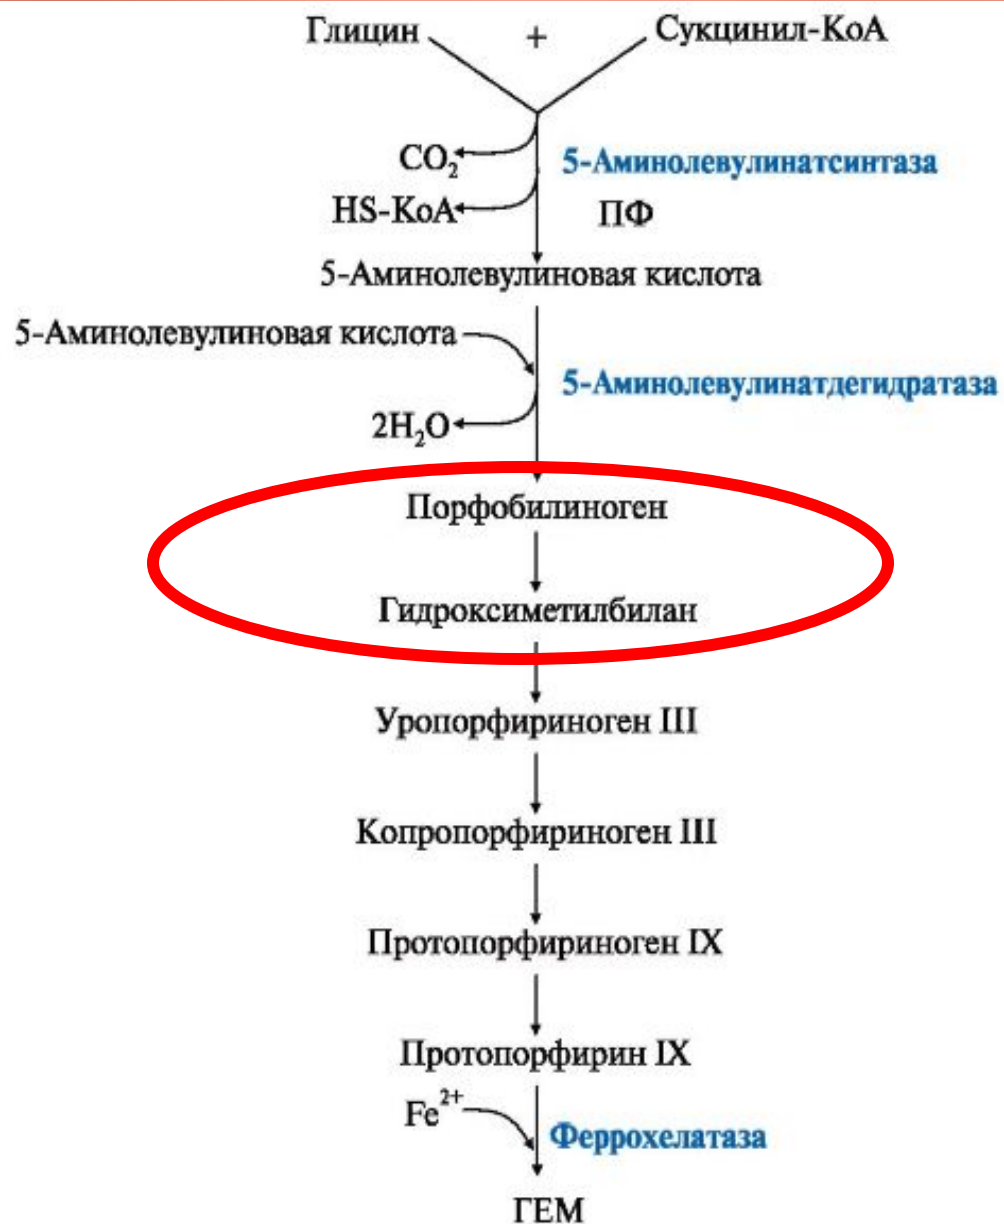 Глицин + Сукцинил-КоА
CO₂ 5-Аминолевулинатсинтаза
HS-КоА ПФ
5-Аминолевулиновая кислота
5-Аминолевулиновая кислота
5-Аминолевулинатдегидратаза
2H₂O
Порфобилиноген
Гидроксиметилбилан
Уропорфириноген III
Копропорфириноген III
Протопорфириноген IX
Протопорфирин IX
Fe²⁺
Феррохелатаза
ГЕМ